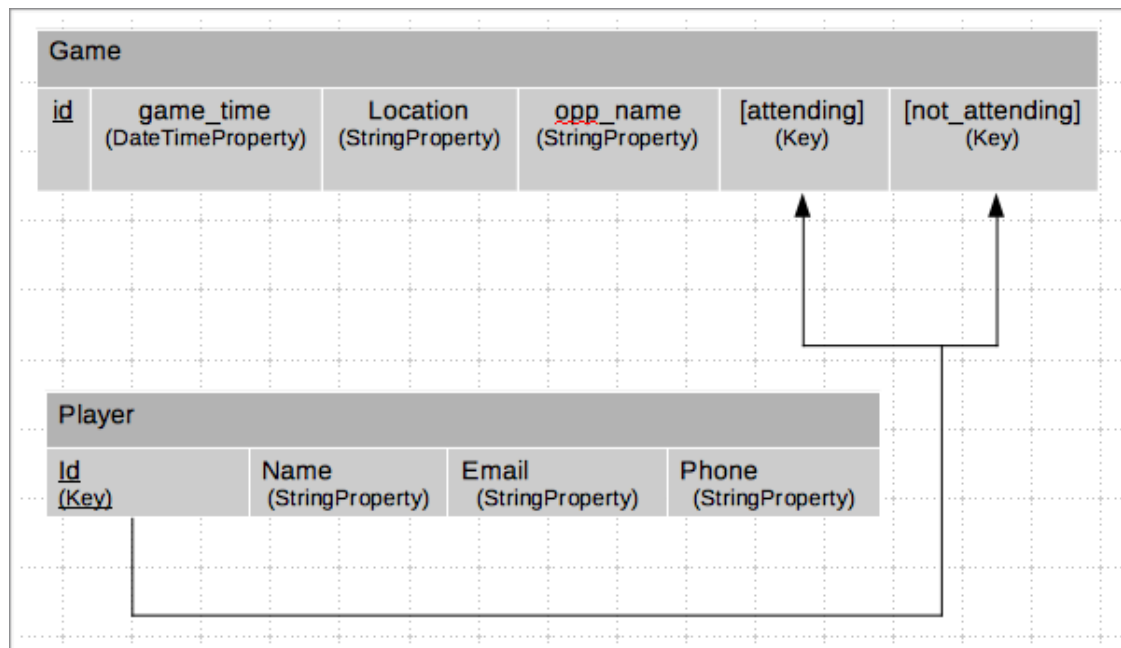 Game
id
game_time
(DateTimeProperty)
Location
(StringProperty)
opp_name
(StringProperty)
[attending]
(Key)
[not_attending]
(Key)
Player
Id
(Key)
Name
(StringProperty)
Email
(StringProperty)
Phone
(StringProperty)